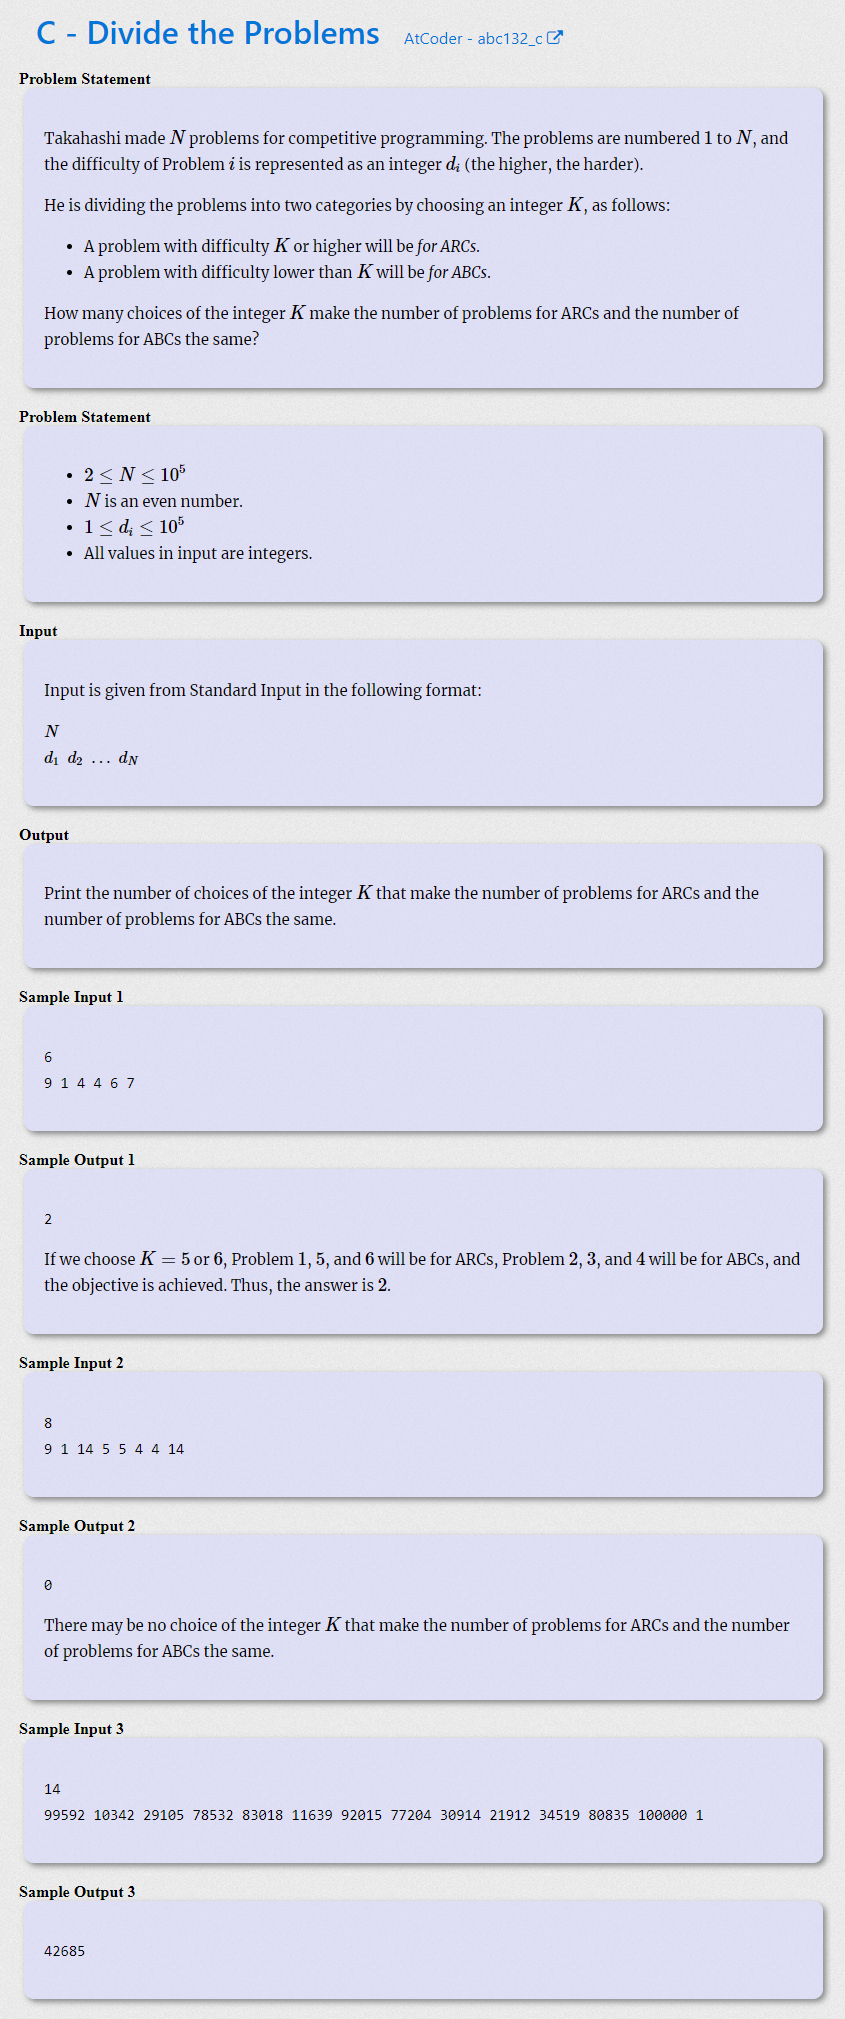 C - Divide the Problems AtCoder - abc132_c
Problem Statement
Takahashi made N problems for competitive programming. The problems are numbered 1 to N, and
the difficulty of Problem i is represented as an integer dᵢ (the higher, the harder).
He is dividing the problems into two categories by choosing an integer K, as follows:
• A problem with difficulty K or higher will be for ARCs.
• A problem with difficulty lower than K will be for ABCs.
How many choices of the integer K make the number of problems for ARCs and the number of
problems for ABCs the same?
Problem Statement
• 2 ≤ N ≤ 10⁵
• N is an even number.
• 1 ≤ dᵢ ≤ 10⁵
• All values in input are integers.
Input
Input is given from Standard Input in the following format:
N
d₁ d₂ … d_N
Output
Print the number of choices of the integer K that make the number of problems for ARCs and the
number of problems for ABCs the same.
Sample Input 1
6
9 1 4 4 6 7
Sample Output 1
2
If we choose K = 5 or 6, Problem 1, 5, and 6 will be for ARCs, Problem 2, 3, and 4 will be for ABCs, and
the objective is achieved. Thus, the answer is 2.
Sample Input 2
8
9 1 14 5 5 4 4 14
Sample Output 2
0
There may be no choice of the integer K that make the number of problems for ARCs and the number
of problems for ABCs the same.
Sample Input 3
14
99592 10342 29105 78532 83018 11639 92015 77204 30914 21912 34519 80835 100000 1
Sample Output 3
42685